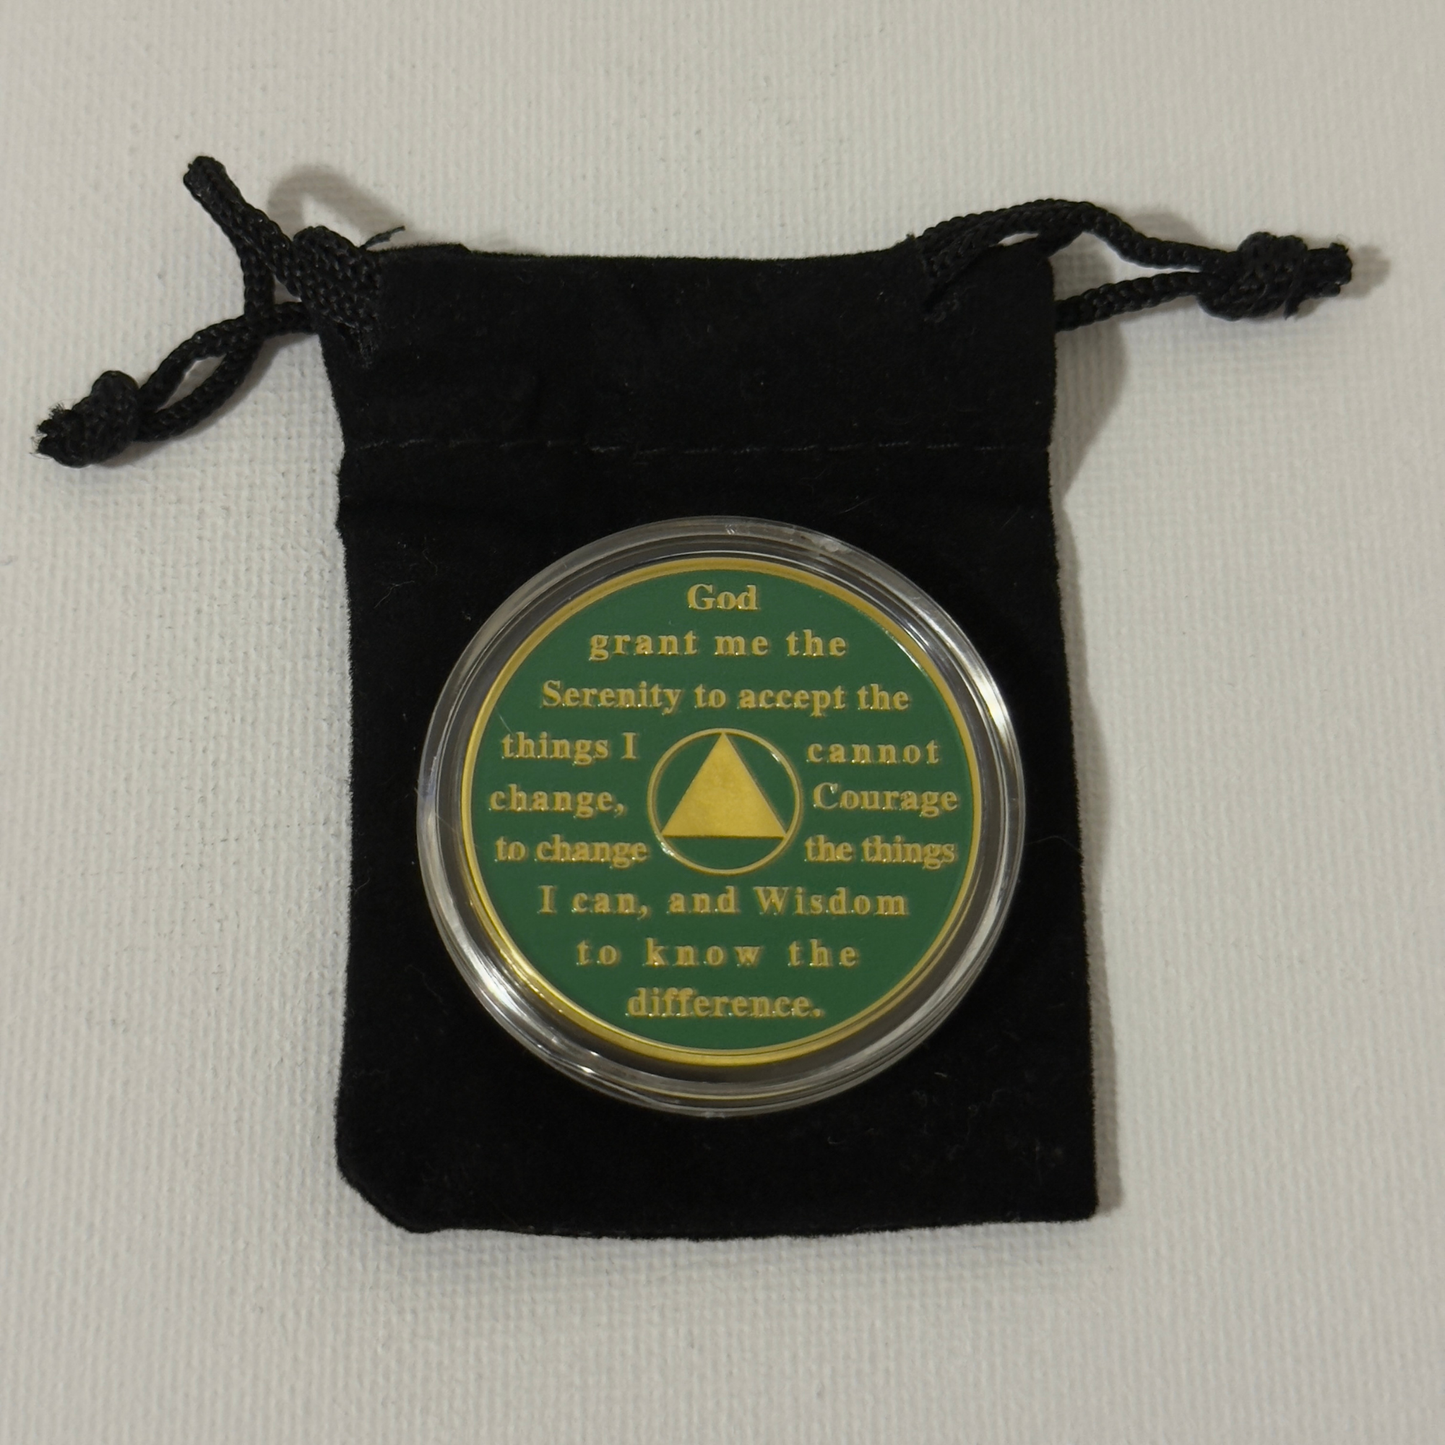 God
grant me the
Serenity to accept the
things I cannot
change, Courage
to change the things
I can, and Wisdom
to know the
difference.